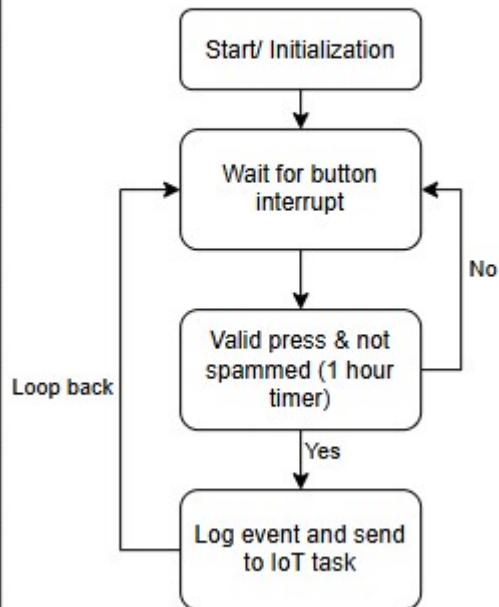 Start/ Initialization
Wait for button
interrupt
No
Valid press & not
spammed (1 hour
timer)
Loop back
Yes
Log event and send
to IoT task